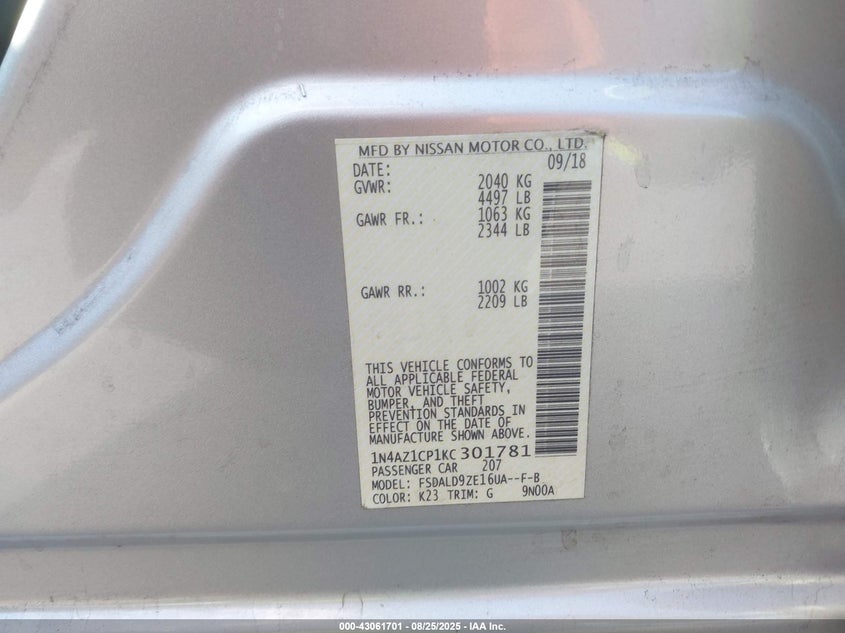 MFD BY NISSAN MOTOR CO., LTD.
DATE: 09/18
GVWR: 2040 KG
4497 LB
GAWR FR.: 1063 KG
2344 LB
GAWR RR.: 1002 KG
2209 LB
THIS VEHICLE CONFORMS TO
ALL APPLICABLE FEDERAL
MOTOR VEHICLE SAFETY,
BUMPER, AND THEFT
PREVENTION STANDARDS IN
EFFECT ON THE DATE OF
MANUFACTURE SHOWN ABOVE.
1N4AZ1CP1KC301781
PASSENGER CAR 207
MODEL: FSDALD9ZE16UA--F-B
COLOR: K23 TRIM: G 9N00A
000-43061701 - 08/25/2025 - IAA Inc.